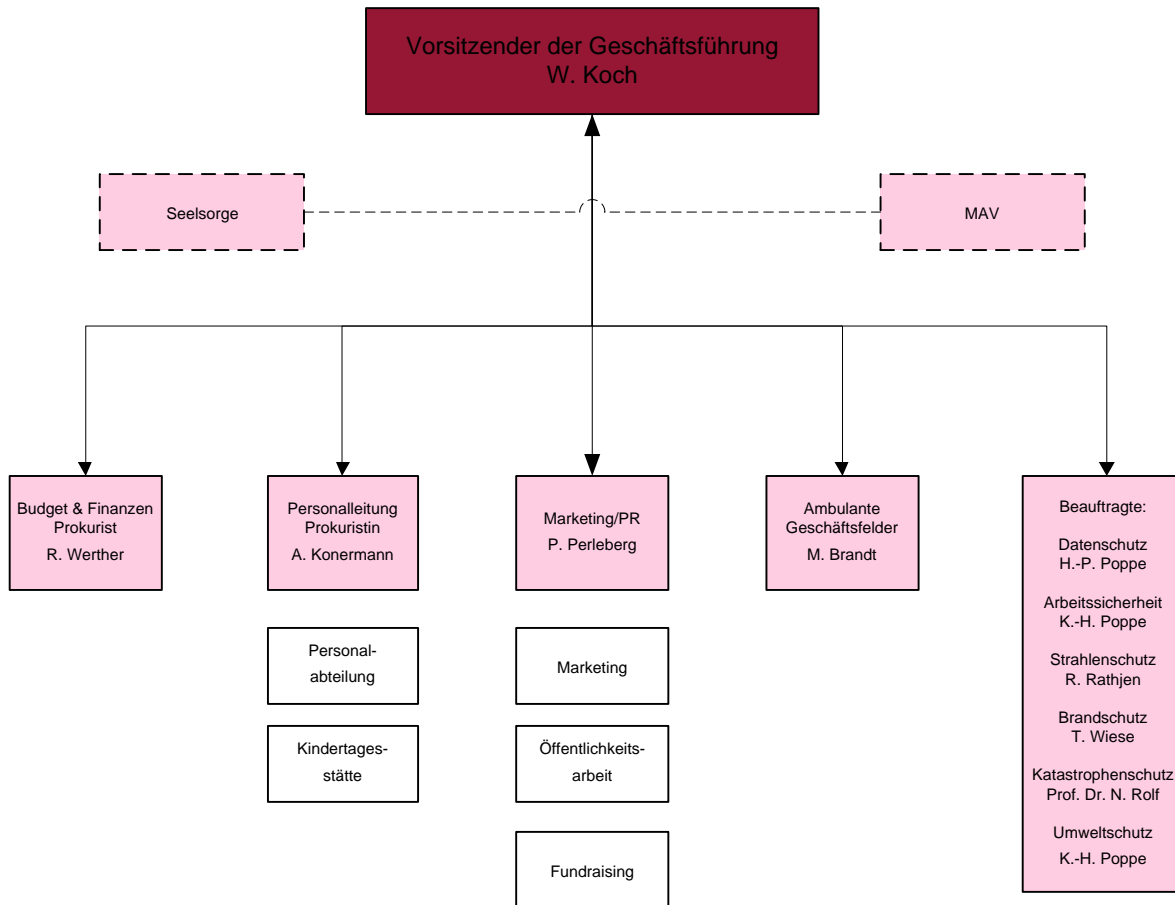 Vorsitzender der Geschäftsführung
W. Koch
Seelsorge
MAV
Budget & Finanzen
Prokurist
R. Werther
Personalleitung
Prokuristin
A. Konermann
Marketing/PR
P. Perleberg
Ambulante
Geschäftsfelder
M. Brandt
Beauftragte:
Datenschutz
H.-P. Poppe
Arbeitssicherheit
K.-H. Poppe
Strahlenschutz
R. Rathjen
Brandschutz
T. Wiese
Katastrophenschutz
Prof. Dr. N. Rolf
Umweltschutz
K.-H. Poppe
Personal-
abteilung
Marketing
Kindertages-
stätte
Öffentlichkeits-
arbeit
Fundraising